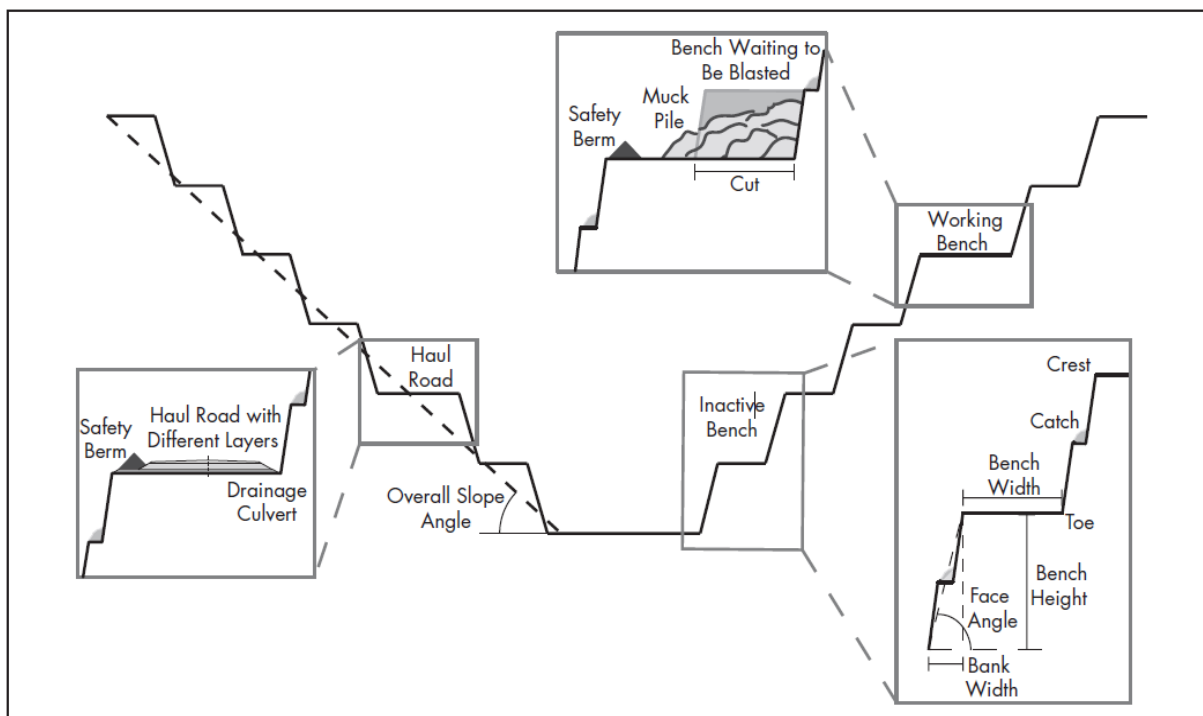 Bench Waiting to
Be Blasted
Muck
Pile
Safety
Berm
Cut
Working
Bench
Haul
Road
Inactive
Bench
Safety
Berm
Haul Road with
Different Layers
Drainage
Culvert
Overall Slope
Angle
Crest
Catch
Bench
Width
Toe
Bench
Height
Face
Angle
Bank
Width